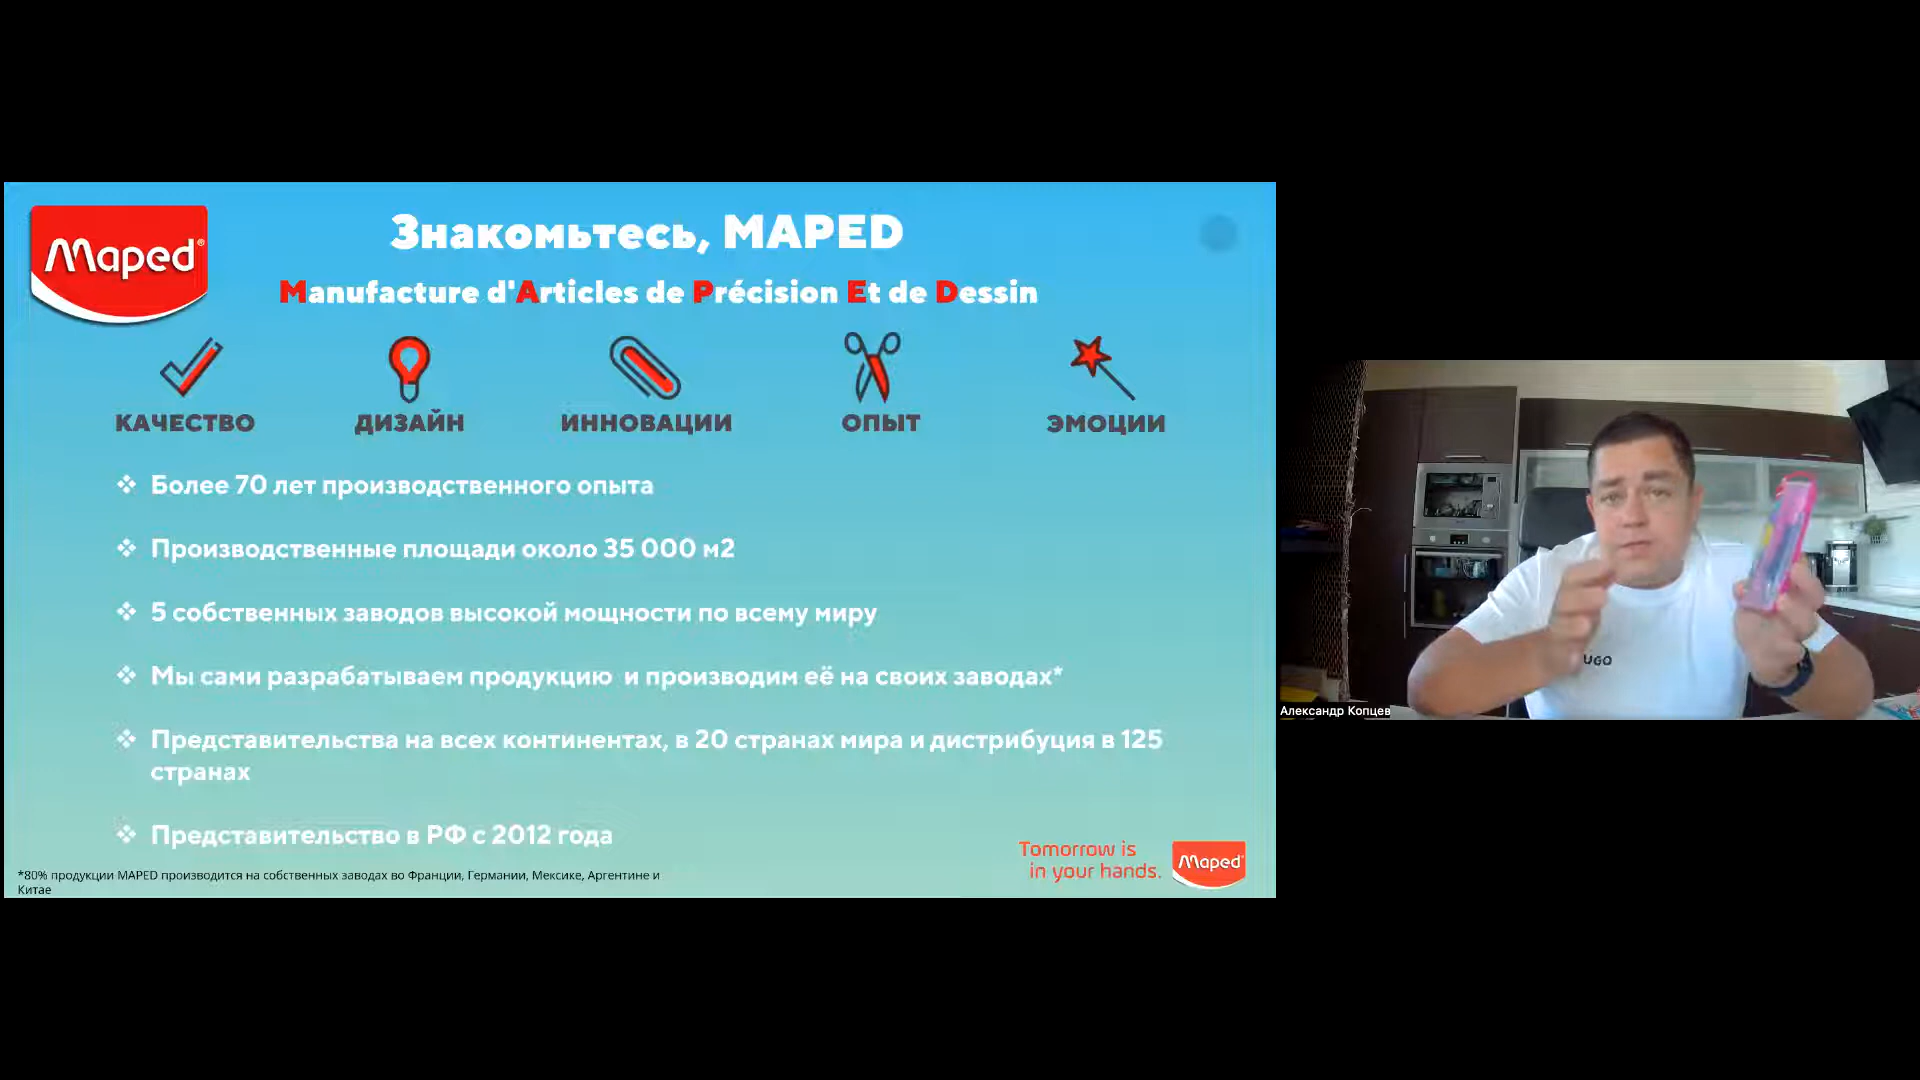 Maped®
Знакомьтесь, MAPED
Manufacture d'Articles de Précision Et de Dessin
КАЧЕСТВО
ДИЗАЙН
ИННОВАЦИИ
ОПЫТ
ЭМОЦИИ
Более 70 лет производственного опыта
Производственные площади около 35 000 м2
5 собственных заводов высокой мощности по всему миру
Мы сами разрабатываем продукцию и производим её на своих заводах*
Представительства на всех континентах, в 20 странах мира и дистрибуция в 125
странах
Представительство в РФ с 2012 года
*80% продукции MAPED производится на собственных заводах во Франции, Германии, Мексике, Аргентине и
Китае
Tomorrow is
in your hands.
Maped
UGO
Александр Копцев